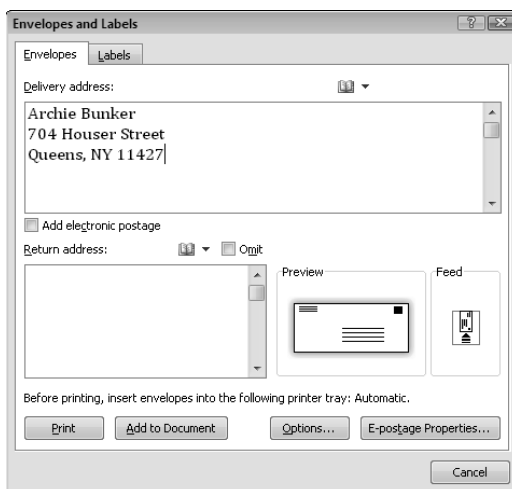 Envelopes and Labels
Envelopes Labels
Delivery address:
Archie Bunker
704 Houser Street
Queens, NY 11427
Add electronic postage
Return address: Omit
Preview Feed
Before printing, insert envelopes into the following printer tray: Automatic.
Print Add to Document Options... E-postage Properties...
Cancel